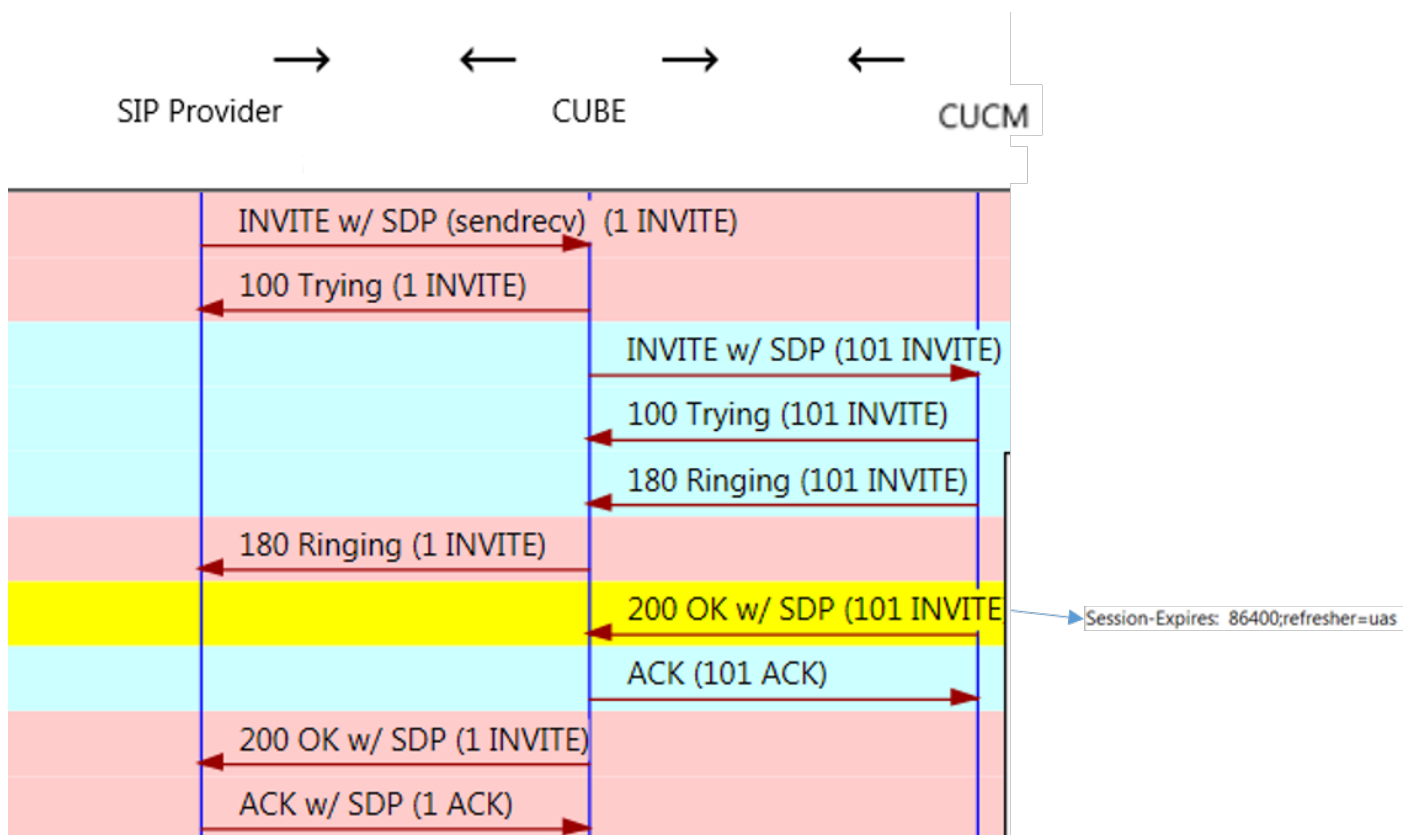 → ← → ←
SIP Provider CUBE CUCM
INVITE w/ SDP (sendrecv) (1 INVITE)
100 Trying (1 INVITE)
INVITE w/ SDP (101 INVITE)
100 Trying (101 INVITE)
180 Ringing (101 INVITE)
180 Ringing (1 INVITE)
200 OK w/ SDP (101 INVITE
Session-Expires: 86400;refresher=uas
ACK (101 ACK)
200 OK w/ SDP (1 INVITE)
ACK w/ SDP (1 ACK)